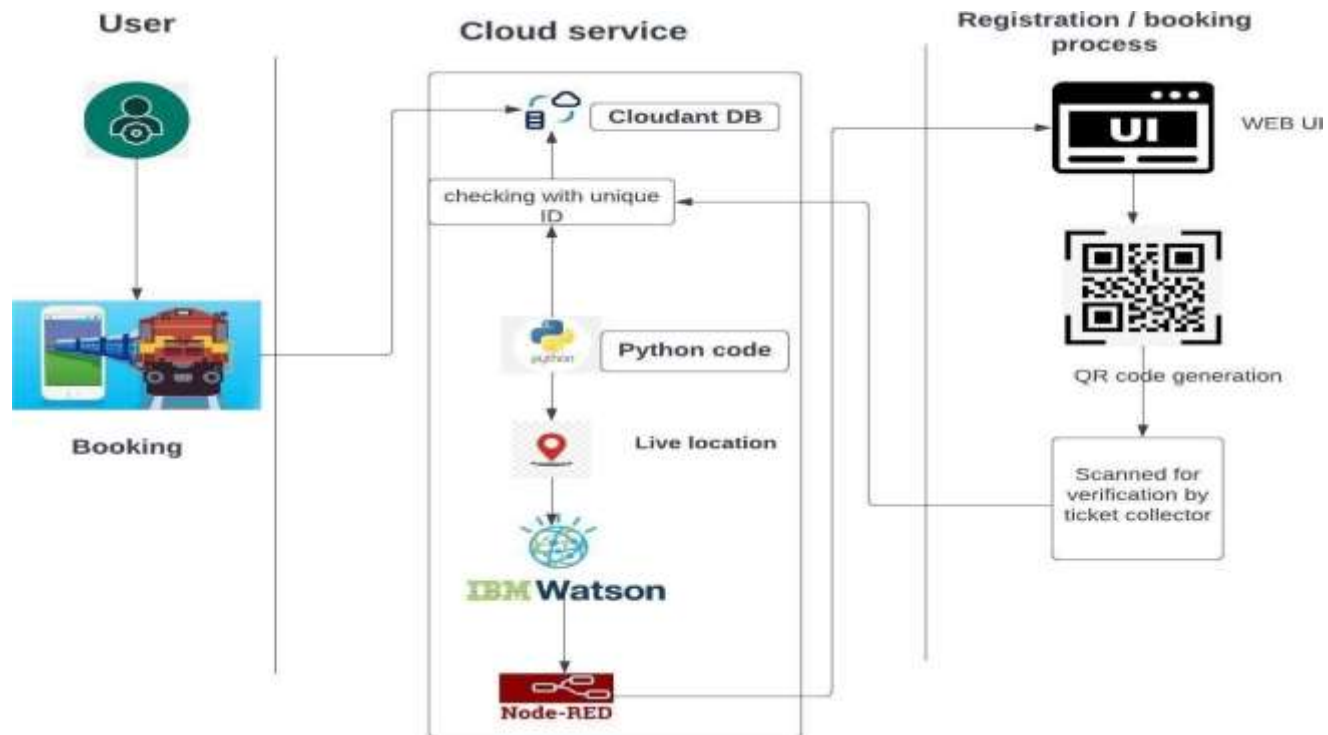 User
Cloud service
Registration / booking
process
Cloudant DB
UI
WEB UI
checking with unique
ID
python
Python code
QR code generation
Booking
Live location
Scanned for
verification by
ticket collector
IBM Watson
Node-RED